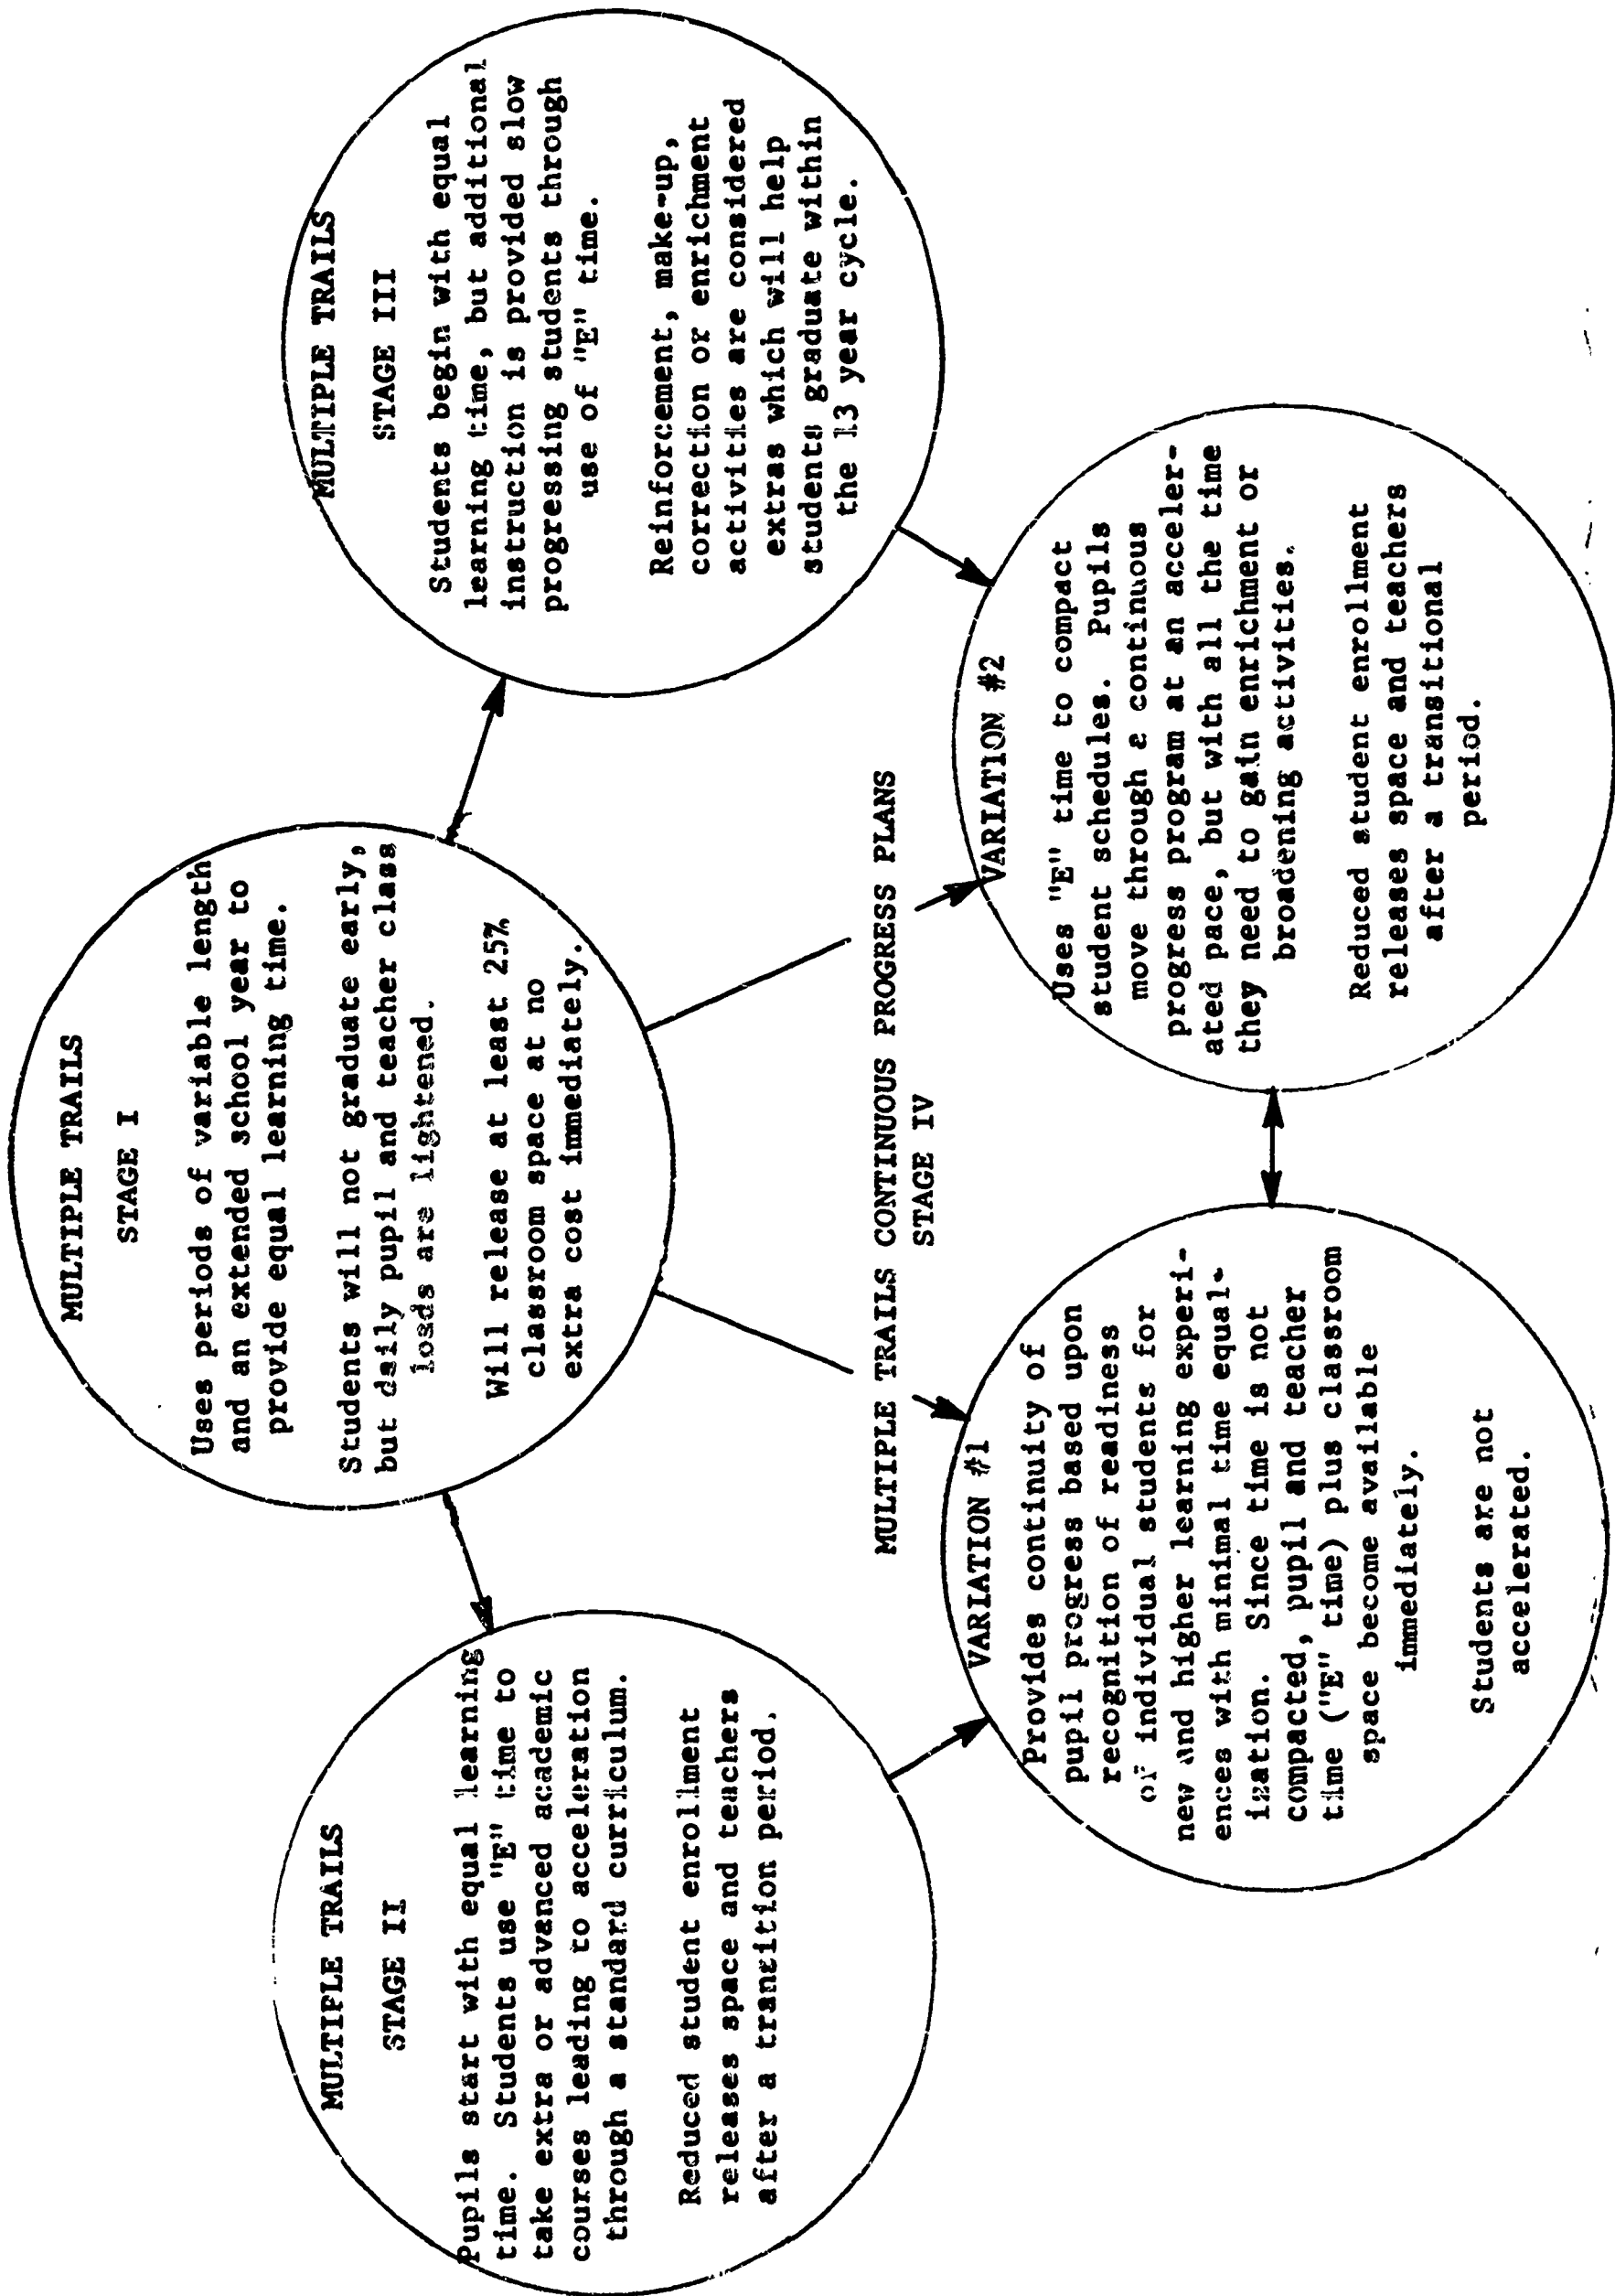 MULTIPLE TRAILS
STAGE I
Uses periods of variable length
and an extended school year to
provide equal learning time.
Students will not graduate early,
but daily pupil and teacher class
loads are lightened.
Will release at least 25%
classroom space at no
extra cost immediately.
MULTIPLE TRAILS
STAGE II
Pupils start with equal learning
time. Students use "E" time to
take extra or advanced academic
courses leading to acceleration
through a standard curriculum.
Reduced student enrollment
releases space and teachers
after a transition period.
MULTIPLE TRAILS
STAGE III
Students begin with equal
learning time, but additional
instruction is provided slow
progressing students through
use of "E" time.
Reinforcement, make-up,
correction or enrichment
activities are considered
extras which will help
students graduate within
the 13 year cycle.
MULTIPLE TRAILS CONTINUOUS PROGRESS PLANS
STAGE IV
VARIATION #1
Provides continuity of
pupil progress based upon
recognition of readiness
of individual students for
new and higher learning experi-
ences with minimal time equal-
ization. Since time is not
compacted, pupil and teacher
time ("E" time) plus classroom
space become available
immediately.
Students are not
accelerated.
VARIATION #2
Uses "E" time to compact
student schedules. Pupils
move through a continuous
progress program at an acceler-
ated pace, but with all the time
they need to gain enrichment or
broadening activities.
Reduced student enrollment
releases space and teachers
after a transitional
period.